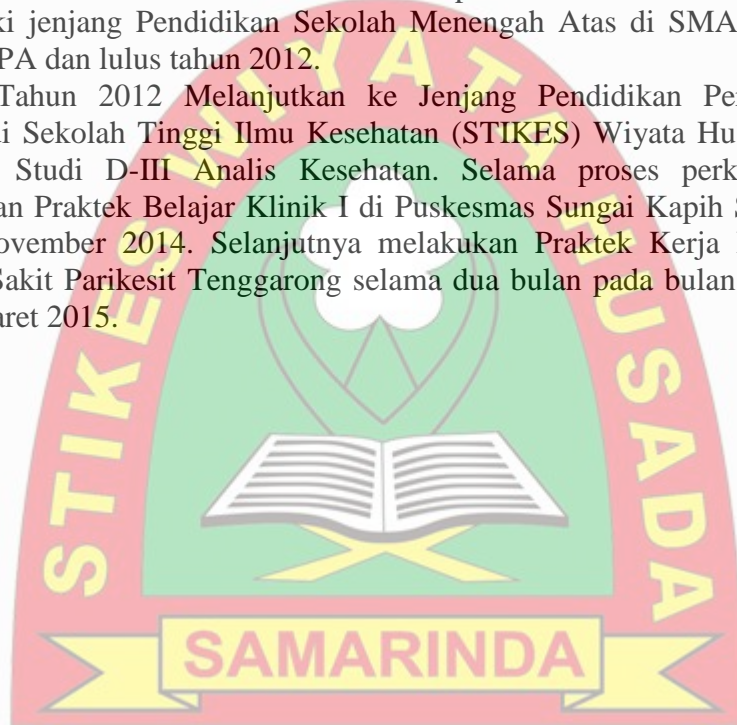 ki jenjang Pendidikan Sekolah Menengah Atas di SMA
PA dan lulus tahun 2012.
Tahun 2012 Melanjutkan ke Jenjang Pendidikan Per
di Sekolah Tinggi Ilmu Kesehatan (STIKES) Wiyata Hu
Studi D-III Analis Kesehatan. Selama proses perk
an Praktek Belajar Klinik I di Puskesmas Sungai Kapih S
ovember 2014. Selanjutnya melakukan Praktek Kerja
Sakit Parikesit Tenggarong selama dua bulan pada bulan
aret 2015.
STIKES WIYATA HUSADA
SAMARINDA